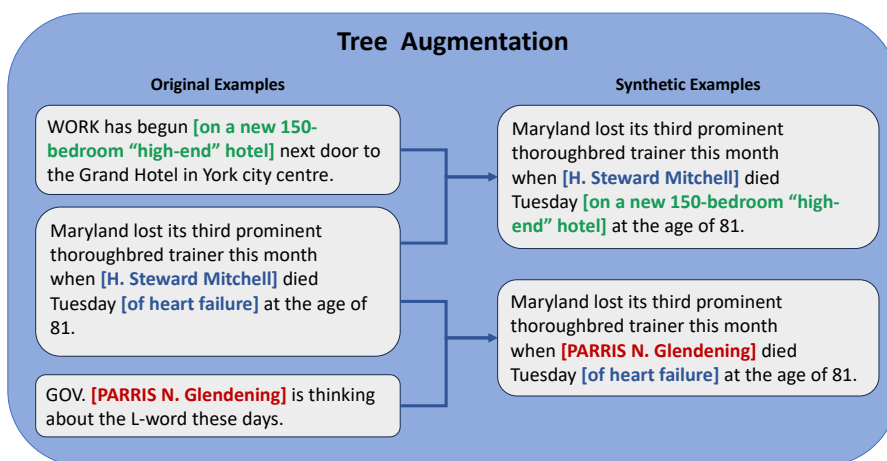 Tree Augmentation
Original Examples
WORK has begun [on a new 150-
bedroom “high-end” hotel] next door to
the Grand Hotel in York city centre.
Maryland lost its third prominent
thoroughbred trainer this month
when [H. Steward Mitchell] died
Tuesday [of heart failure] at the age of
81.
GOV. [PARRIS N. Glendening] is thinking
about the L-word these days.
Synthetic Examples
Maryland lost its third prominent
thoroughbred trainer this month
when [H. Steward Mitchell] died
Tuesday [on a new 150-bedroom “high-
end” hotel] at the age of 81.
Maryland lost its third prominent
thoroughbred trainer this month
when [PARRIS N. Glendening] died
Tuesday [of heart failure] at the age of 81.